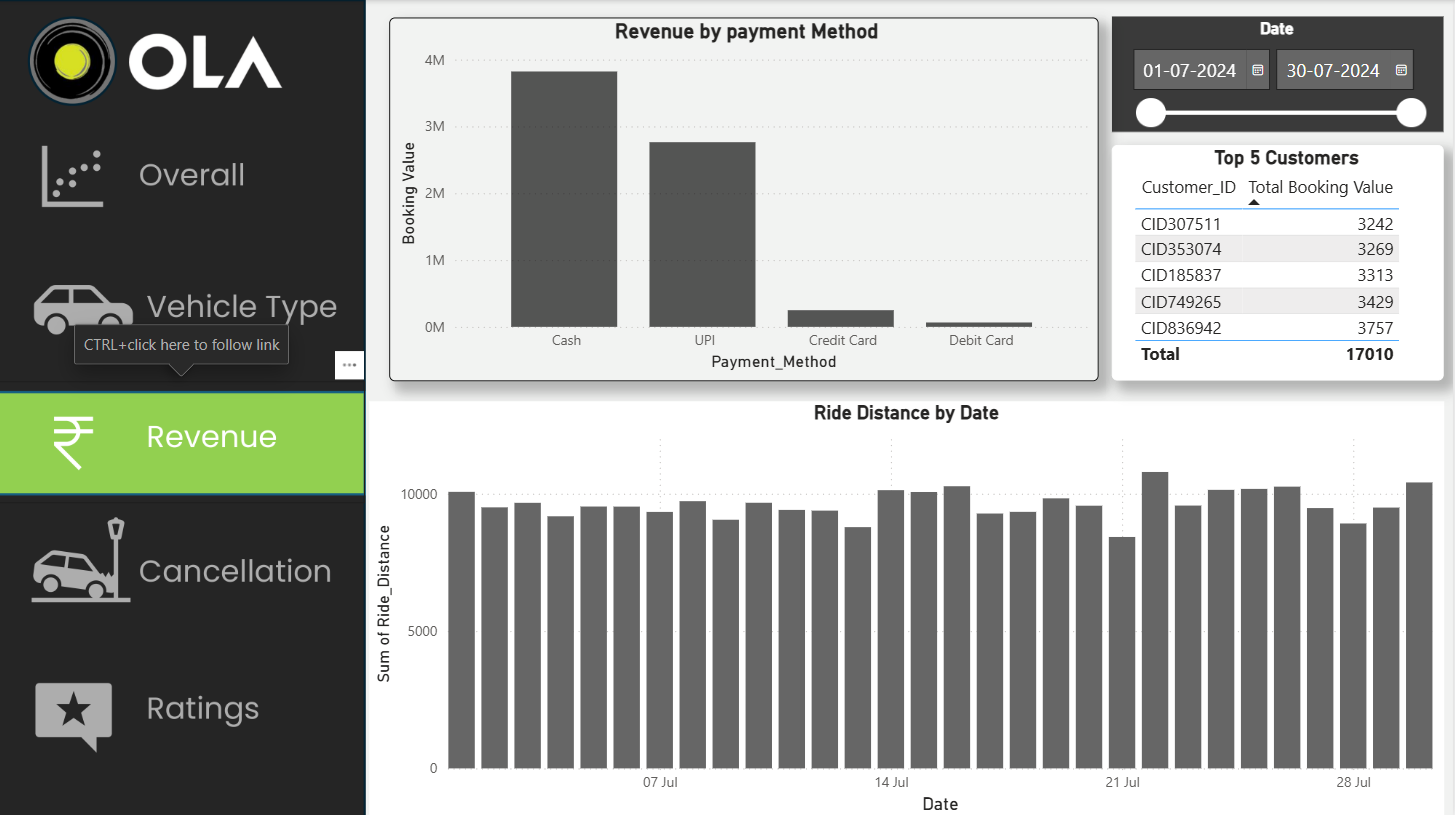 OLA
Overall
Vehicle Type
CTRL+click here to follow link
Revenue
Cancellation
Ratings
Revenue by payment Method
4M
3M
2M
1M
0M
Booking Value
Cash UPI Credit Card Debit Card
Payment_Method
Date
01-07-2024 30-07-2024
Top 5 Customers
Customer_ID Total Booking Value
CID307511 3242
CID353074 3269
CID185837 3313
CID749265 3429
CID836942 3757
Total 17010
Ride Distance by Date
10000
5000
0
Sum of Ride_Distance
07 Jul 14 Jul 21 Jul 28 Jul
Date